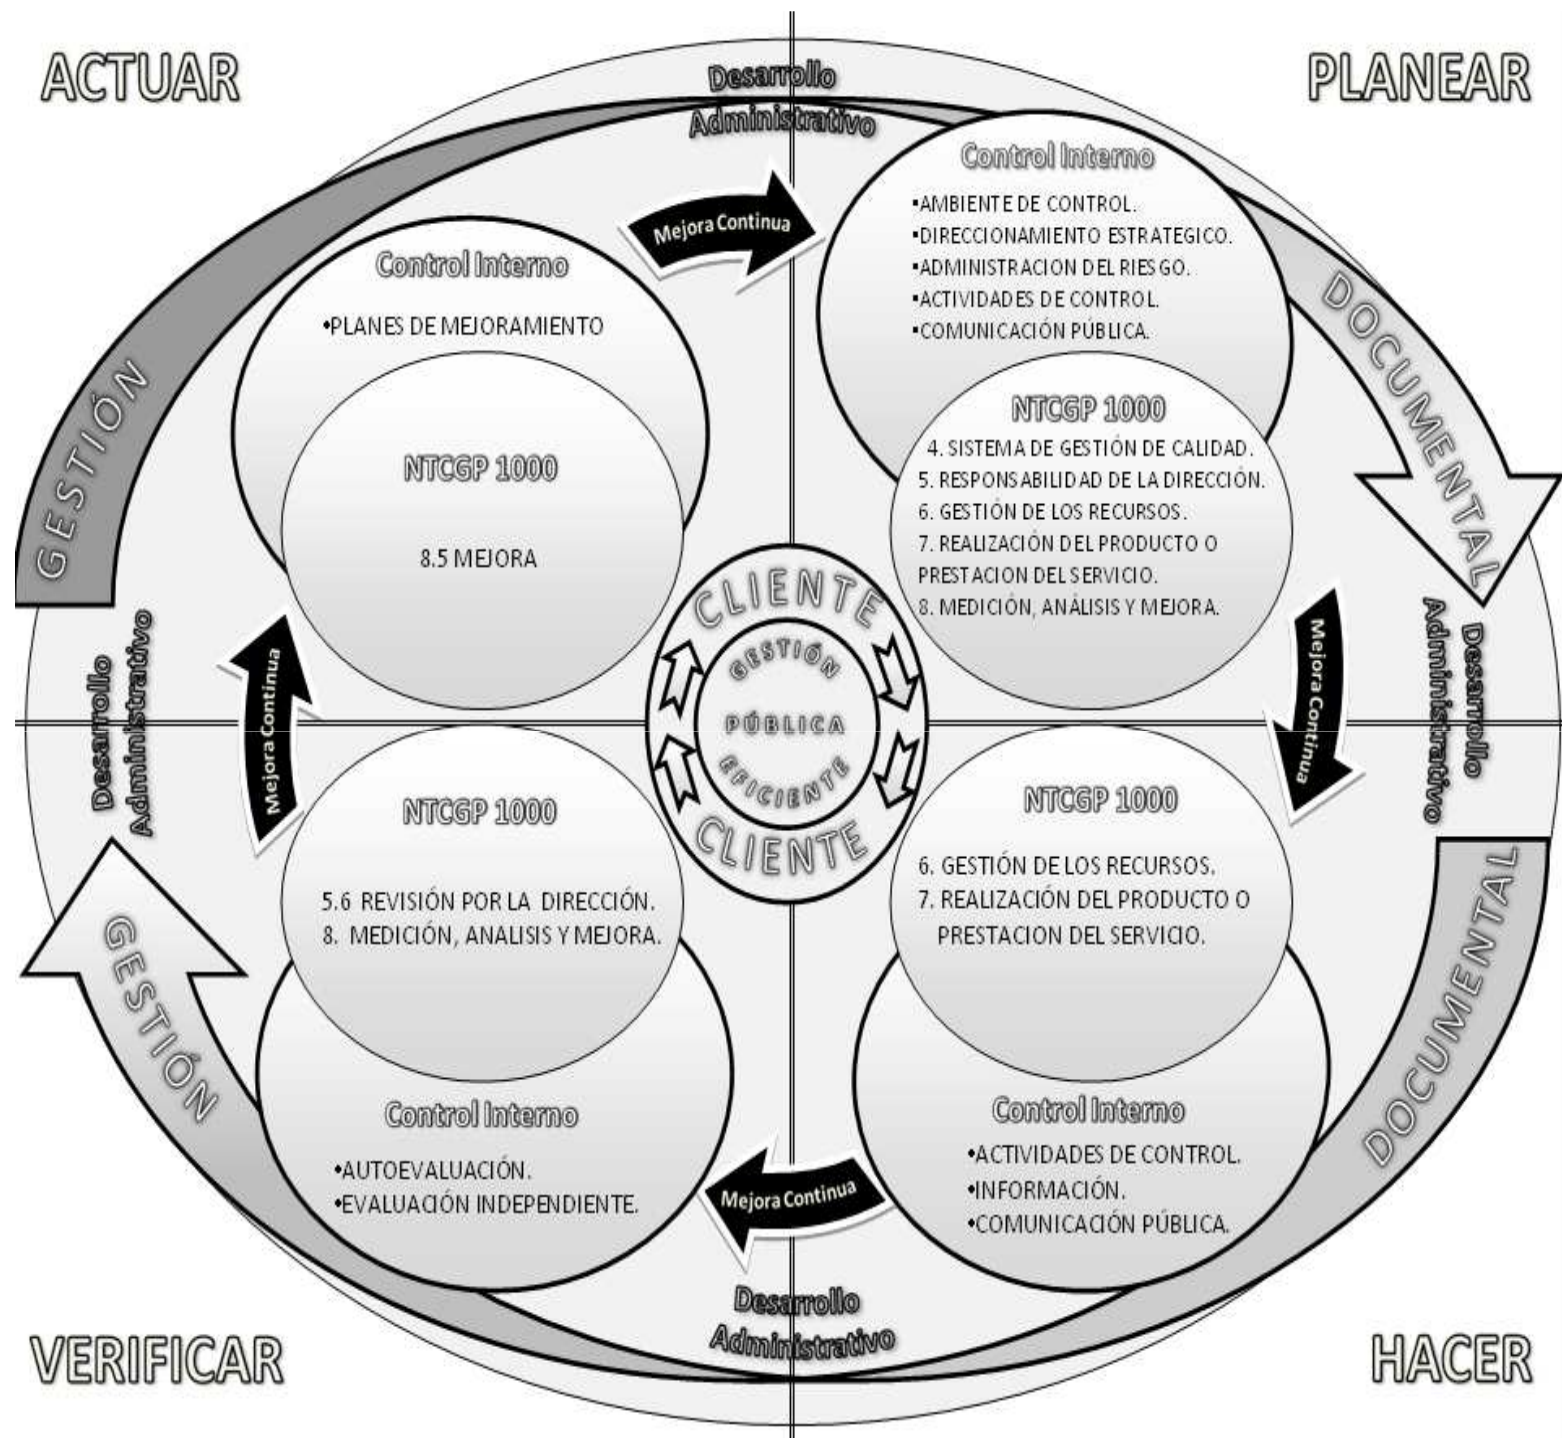 ACTUAR
PLANEAR
Desarrollo
Administrativo
Control Interno
▪AMBIENTE DE CONTROL.
▪DIRECCIONAMIENTO ESTRATEGICO.
▪ADMINISTRACION DEL RIESGO.
▪ACTIVIDADES DE CONTROL.
▪COMUNICACIÓN PÚBLICA.
NTCGP 1000
4. SISTEMA DE GESTIÓN DE CALIDAD.
5. RESPONSABILIDAD DE LA DIRECCIÓN.
6. GESTIÓN DE LOS RECURSOS.
7. REALIZACIÓN DEL PRODUCTO O
PRESTACION DEL SERVICIO.
8. MEDICIÓN, ANÁLISIS Y MEJORA.
Mejora Continua
Control Interno
•PLANES DE MEJORAMIENTO
NTCGP 1000
8.5 MEJORA
GESTIÓN
DOCUMENTAL
CLIENTE
GESTIÓN
PÚBLICA
EFICIENTE
CLIENTE
Desarrollo
Administrativo
Mejora Continua
Mejora Continua
Desarrollo
Administrativo
NTCGP 1000
5.6 REVISIÓN POR LA DIRECCIÓN.
8. MEDICIÓN, ANALISIS Y MEJORA.
Control Interno
•AUTOEVALUACIÓN.
•EVALUACIÓN INDEPENDIENTE.
NTCGP 1000
6. GESTIÓN DE LOS RECURSOS.
7. REALIZACIÓN DEL PRODUCTO O
PRESTACION DEL SERVICIO.
Control Interno
•ACTIVIDADES DE CONTROL.
•INFORMACIÓN.
•COMUNICACIÓN PÚBLICA.
GESTIÓN
DOCUMENTAL
Mejora Continua
Desarrollo
Administrativo
VERIFICAR
HACER